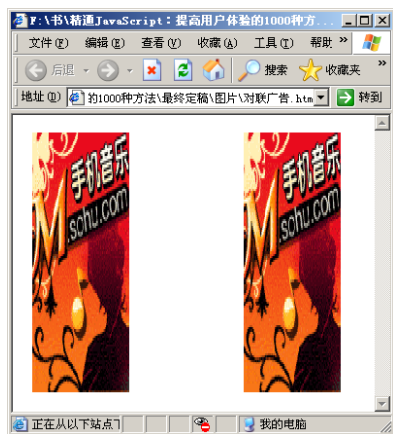 F:\书\精通JavaScript：提高用户体验的1000种方...
文件(F) 编辑(E) 查看(V) 收藏(A) 工具(T) 帮助 »
后退 搜索 收藏夹 »
地址(D) 的1000种方法\最终定稿\图片\对联广告.htm 转到
手机音乐 手机音乐
M.sohu.com M.sohu.com
正在从以下站点下 我的电脑